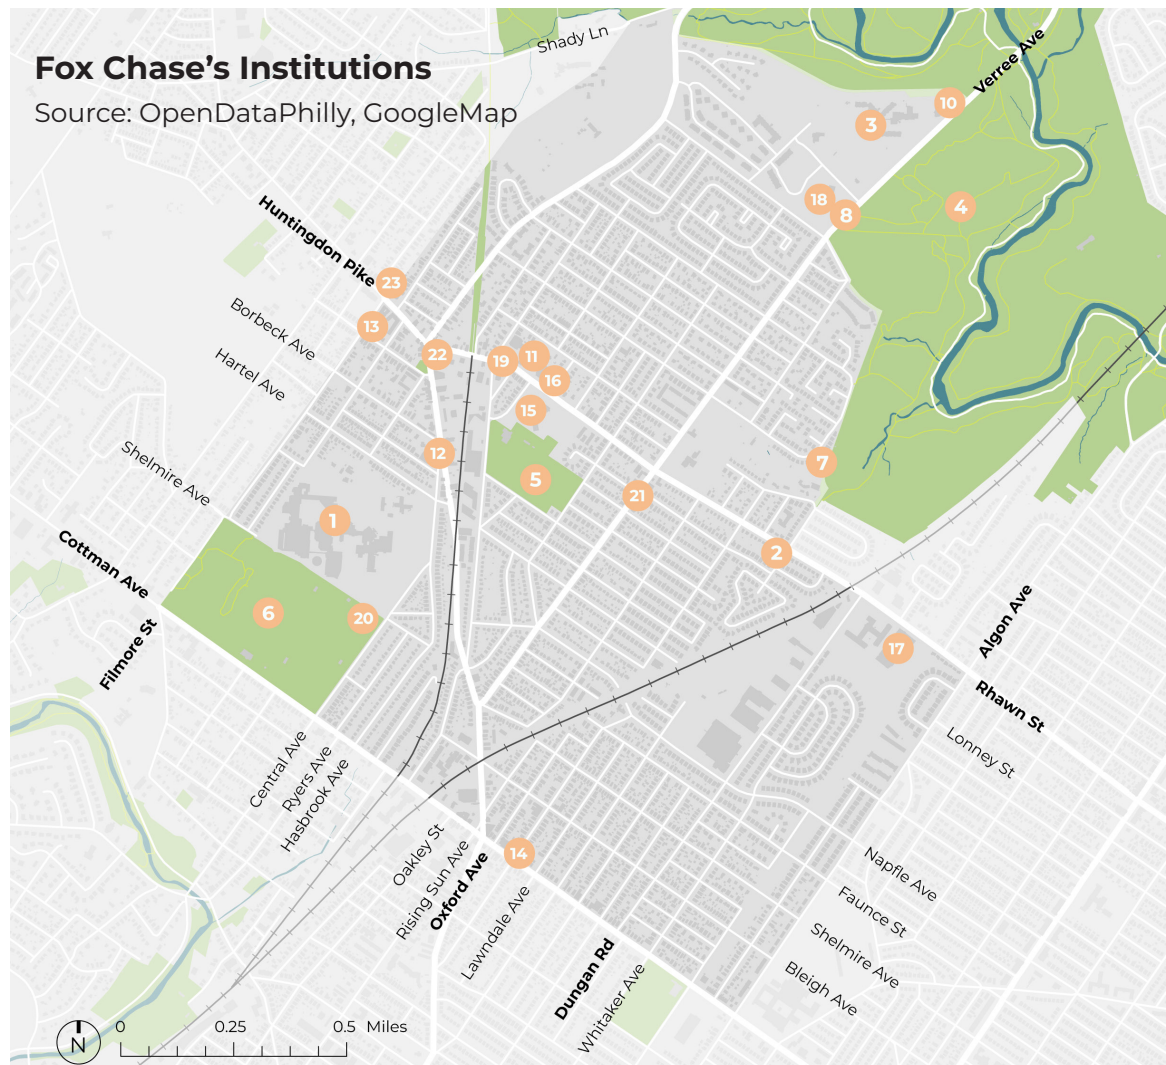 Fox Chase's Institutions
Source: OpenDataPhilly, GoogleMap
Shady Ln
Verree Ave
10
3
18
8
4
Huntingdon Pike
23
13
Borbeck Ave
Hartel Ave
22
19
11
16
15
12
5
7
21
2
Shelmire Ave
1
Cottman Ave
6
20
Filmore St
17
Algon Ave
Rhawn St
Lonney St
Central Ave
Ryers Ave
Hasbrook Ave
Oakley St
Rising Sun Ave
Oxford Ave
14
Lawndale Ave
Dungan Rd
Whitaker Ave
Napfle Ave
Faunce St
Shelmire Ave
Bleigh Ave
N
0 0.25 0.5 Miles